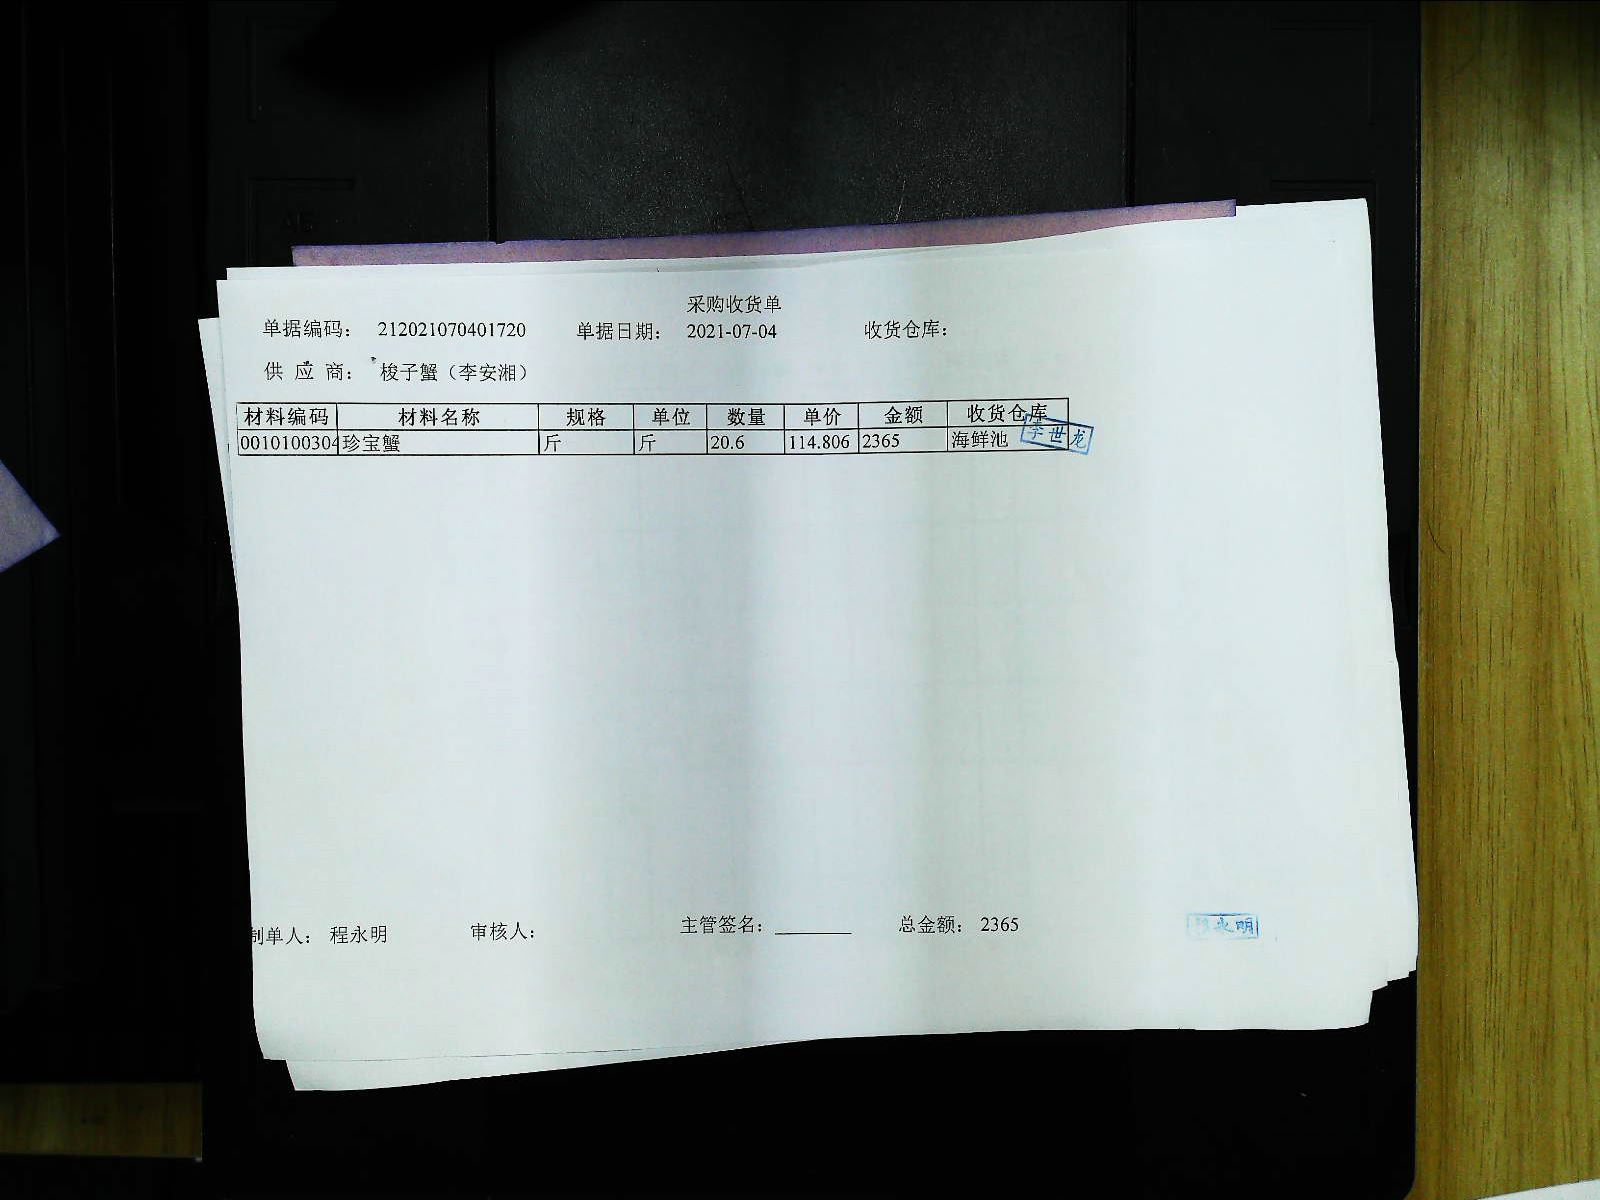 采购收货单
单据编码： 212021070401720 单据日期： 2021-07-04 收货仓库：
供 应 商： 梭子蟹（李安湘）
材料编码 材料名称 规格 单位 数量 单价 金额 收货仓库
0010100304 珍宝蟹 斤 斤 20.6 114.806 2365 海鲜池
李世龙
制单人： 程永明 审核人： 主管签名： 总金额： 2365
永明